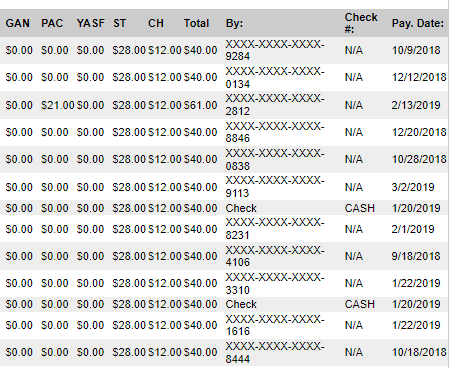 GAN PAC YASF ST CH Total By: Check #: Pay. Date:
$0.00 $0.00 $0.00 $28.00 $12.00 $40.00 XXXX-XXXX-XXXX-9284 N/A 10/9/2018
$0.00 $0.00 $0.00 $28.00 $12.00 $40.00 XXXX-XXXX-XXXX-0134 N/A 12/12/2018
$0.00 $21.00 $0.00 $28.00 $12.00 $61.00 XXXX-XXXX-XXXX-2812 N/A 2/13/2019
$0.00 $0.00 $0.00 $28.00 $12.00 $40.00 XXXX-XXXX-XXXX-8846 N/A 12/20/2018
$0.00 $0.00 $0.00 $28.00 $12.00 $40.00 XXXX-XXXX-XXXX-0838 N/A 10/28/2018
$0.00 $0.00 $0.00 $28.00 $12.00 $40.00 XXXX-XXXX-XXXX-9113 N/A 3/2/2019
$0.00 $0.00 $0.00 $28.00 $12.00 $40.00 Check CASH 1/20/2019
$0.00 $0.00 $0.00 $28.00 $12.00 $40.00 XXXX-XXXX-XXXX-8231 N/A 2/1/2019
$0.00 $0.00 $0.00 $28.00 $12.00 $40.00 XXXX-XXXX-XXXX-4106 N/A 9/18/2018
$0.00 $0.00 $0.00 $28.00 $12.00 $40.00 XXXX-XXXX-XXXX-3310 N/A 1/22/2019
$0.00 $0.00 $0.00 $28.00 $12.00 $40.00 Check CASH 1/20/2019
$0.00 $0.00 $0.00 $28.00 $12.00 $40.00 XXXX-XXXX-XXXX-1616 N/A 1/22/2019
$0.00 $0.00 $0.00 $28.00 $12.00 $40.00 XXXX-XXXX-XXXX-8444 N/A 10/18/2018